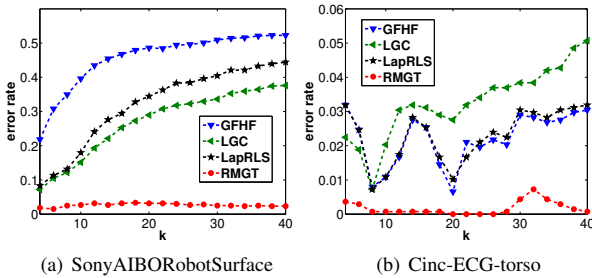 0.5
0.4
0.3
0.2
0.1
0
error rate
GFHF
LGC
LapRLS
RMGT
10 20 30 40
k
(a) SonyAIBORobotSurface
0.06
0.05
0.04
0.03
0.02
0.01
0
error rate
GFHF
LGC
LapRLS
RMGT
10 20 30 40
k
(b) Cinc-ECG-torso